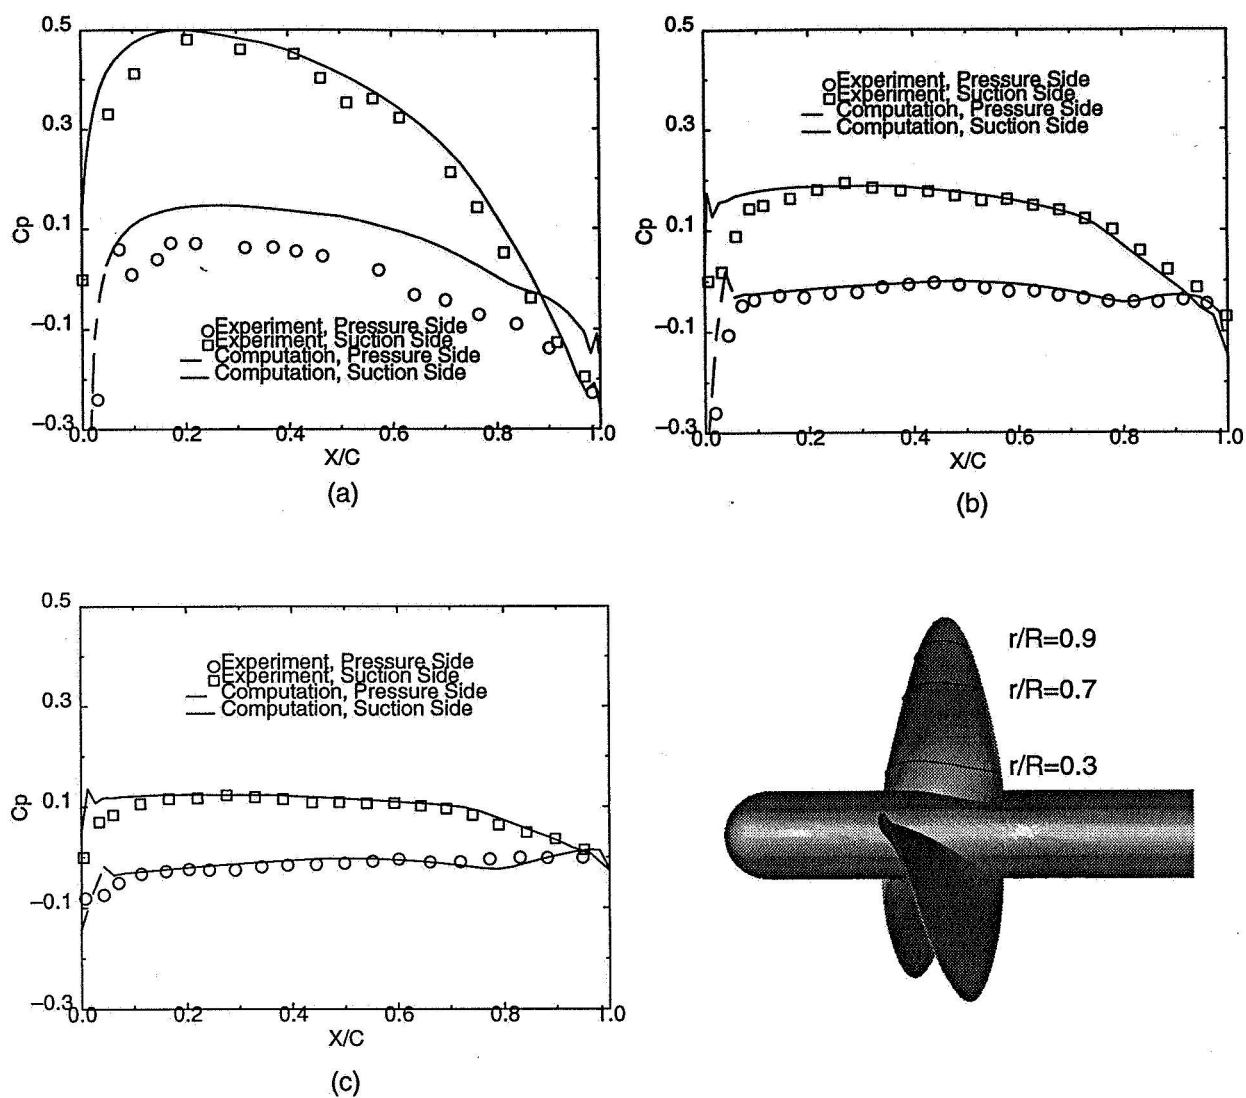 0.5
0.3
0.1
−0.1
−0.3
Cp
Experiment, Pressure Side
Experiment, Suction Side
Computation, Pressure Side
Computation, Suction Side
0.0 0.2 0.4 0.6 0.8 1.0
X/C
(a)
0.5
0.3
0.1
−0.1
−0.3
Cp
Experiment, Pressure Side
Experiment, Suction Side
Computation, Pressure Side
Computation, Suction Side
0.0 0.2 0.4 0.6 0.8 1.0
X/C
(b)
0.5
0.3
0.1
−0.1
−0.3
Cp
Experiment, Pressure Side
Experiment, Suction Side
Computation, Pressure Side
Computation, Suction Side
0.0 0.2 0.4 0.6 0.8 1.0
X/C
(c)
r/R=0.9
r/R=0.7
r/R=0.3